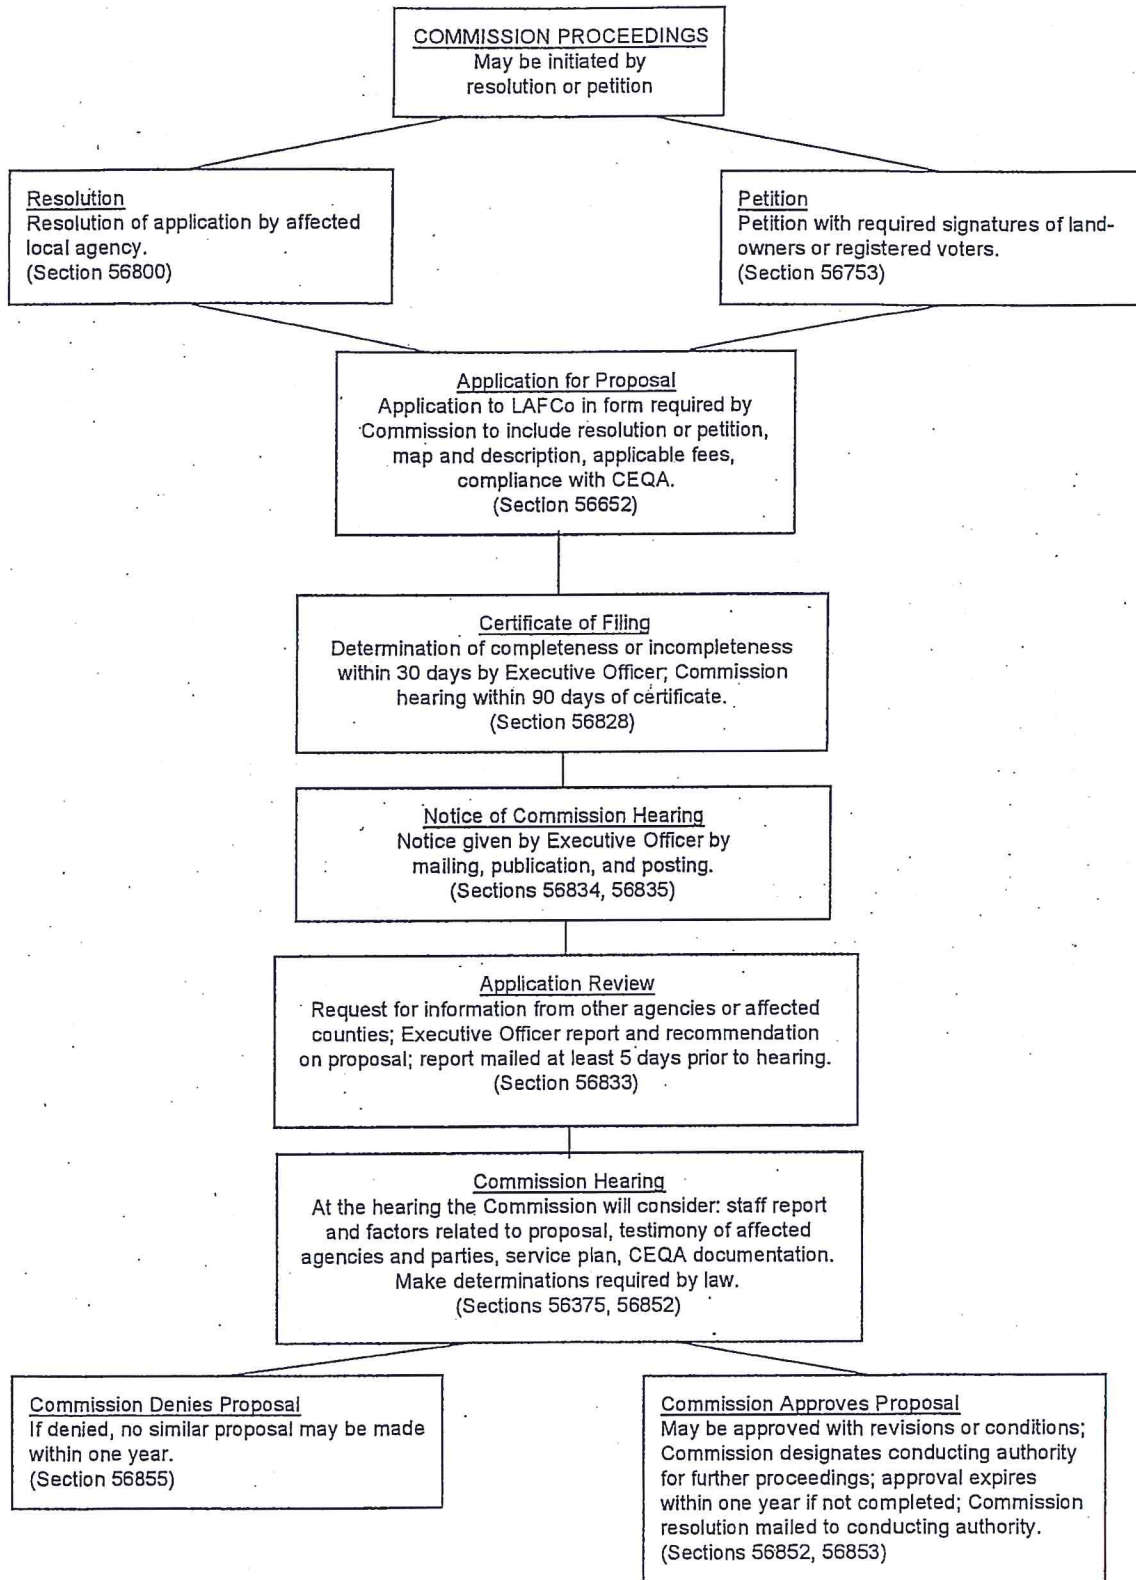 COMMISSION PROCEEDINGS
May be initiated by
resolution or petition
Resolution
Resolution of application by affected
local agency.
(Section 56800)
Petition
Petition with required signatures of land-
owners or registered voters.
(Section 56753)
Application for Proposal
Application to LAFCo in form required by
Commission to include resolution or petition,
map and description, applicable fees,
compliance with CEQA.
(Section 56652)
Certificate of Filing
Determination of completeness or incompleteness
within 30 days by Executive Officer; Commission
hearing within 90 days of certificate.
(Section 56828)
Notice of Commission Hearing
Notice given by Executive Officer by
mailing, publication, and posting.
(Sections 56834, 56835)
Application Review
Request for information from other agencies or affected
counties; Executive Officer report and recommendation
on proposal; report mailed at least 5 days prior to hearing.
(Section 56833)
Commission Hearing
At the hearing the Commission will consider: staff report
and factors related to proposal, testimony of affected
agencies and parties, service plan, CEQA documentation.
Make determinations required by law.
(Sections 56375, 56852)
Commission Denies Proposal
If denied, no similar proposal may be made
within one year.
(Section 56855)
Commission Approves Proposal
May be approved with revisions or conditions;
Commission designates conducting authority
for further proceedings; approval expires
within one year if not completed; Commission
resolution mailed to conducting authority.
(Sections 56852, 56853)